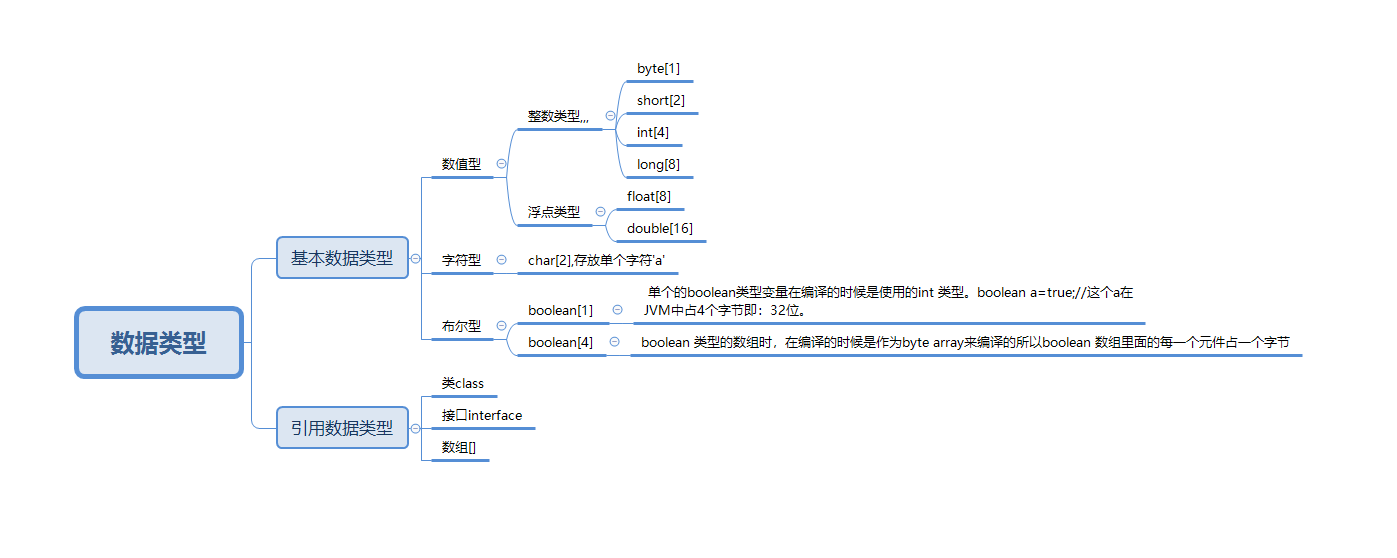 数据类型
基本数据类型
数值型
整数类型,,,
byte[1]
short[2]
int[4]
long[8]
浮点类型
float[8]
double[16]
字符型
char[2],存放单个字符'a'
布尔型
boolean[1]
单个的boolean类型变量在编译的时候是使用的int 类型。boolean a=true;//这个a在
JVM中占4个字节即：32位。
boolean[4]
boolean 类型的数组时，在编译的时候是作为byte array来编译的所以boolean 数组里面的每一个元件占一个字节
引用数据类型
类class
接口interface
数组[]